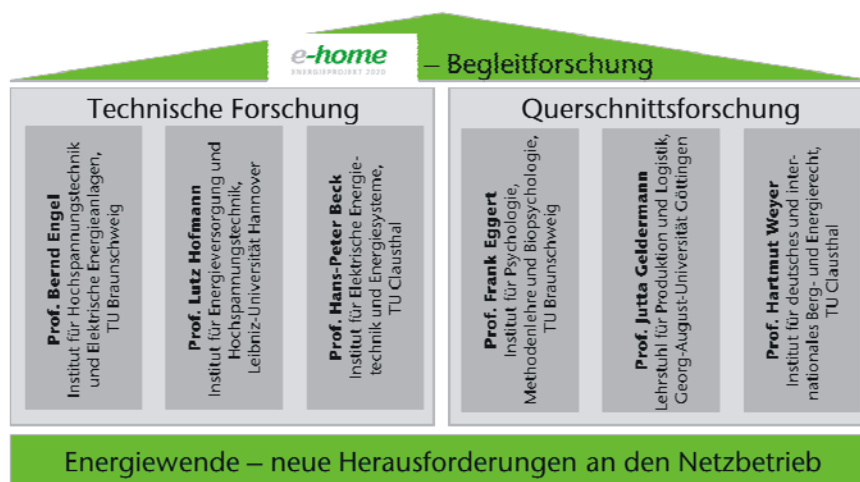 e-home
ENERGIEPROJEKT 2020
– Begleitforschung
Technische Forschung
Prof. Bernd Engel
Institut für Hochspannungstechnik
und Elektrische Energieanlagen,
TU Braunschweig
Prof. Lutz Hofmann
Institut für Energieversorgung und
Hochspannungstechnik,
Leibniz-Universität Hannover
Prof. Hans-Peter Beck
Institut für Elektrische Energie-
technik und Energiesysteme,
TU Clausthal
Querschnittsforschung
Prof. Frank Eggert
Institut für Psychologie,
Methodenlehre und Biopsychologie,
TU Braunschweig
Prof. Jutta Geldermann
Lehrstuhl für Produktion und Logistik,
Georg-August-Universität Göttingen
Prof. Hartmut Weyer
Institut für deutsches und inter-
nationales Berg- und Energierecht,
TU Clausthal
Energiewende – neue Herausforderungen an den Netzbetrieb